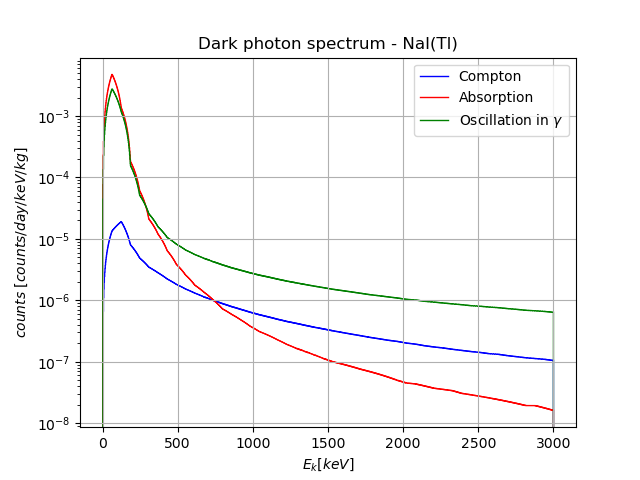 Dark photon spectrum - NaI(Tl)
Compton
Absorption
Oscillation in γ
counts [counts/day/keV/kg]
10⁻³
10⁻⁴
10⁻⁵
10⁻⁶
10⁻⁷
10⁻⁸
0 500 1000 1500 2000 2500 3000
E_k[keV]